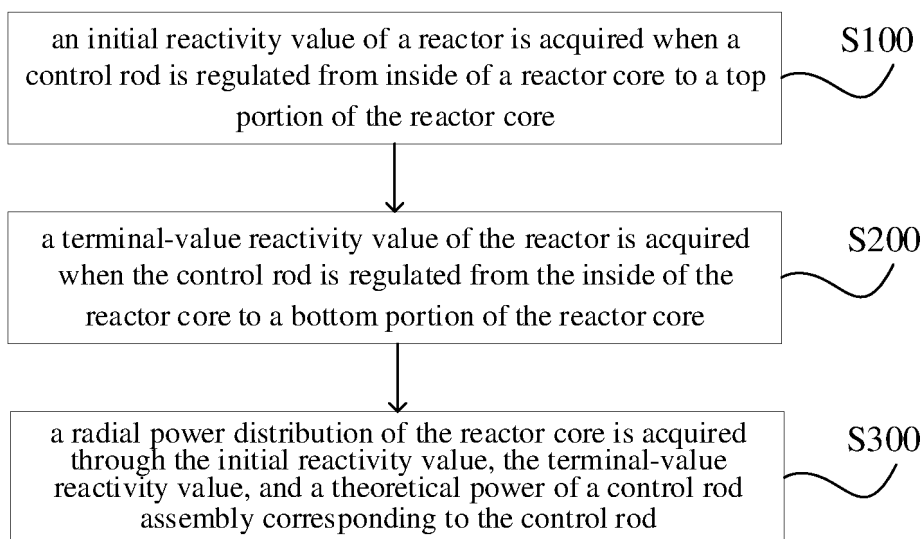 an initial reactivity value of a reactor is acquired when a
control rod is regulated from inside of a reactor core to a top
portion of the reactor core
S100
a terminal-value reactivity value of the reactor is acquired
when the control rod is regulated from the inside of the
reactor core to a bottom portion of the reactor core
S200
a radial power distribution of the reactor core is acquired
through the initial reactivity value, the terminal-value
reactivity value, and a theoretical power of a control rod
assembly corresponding to the control rod
S300